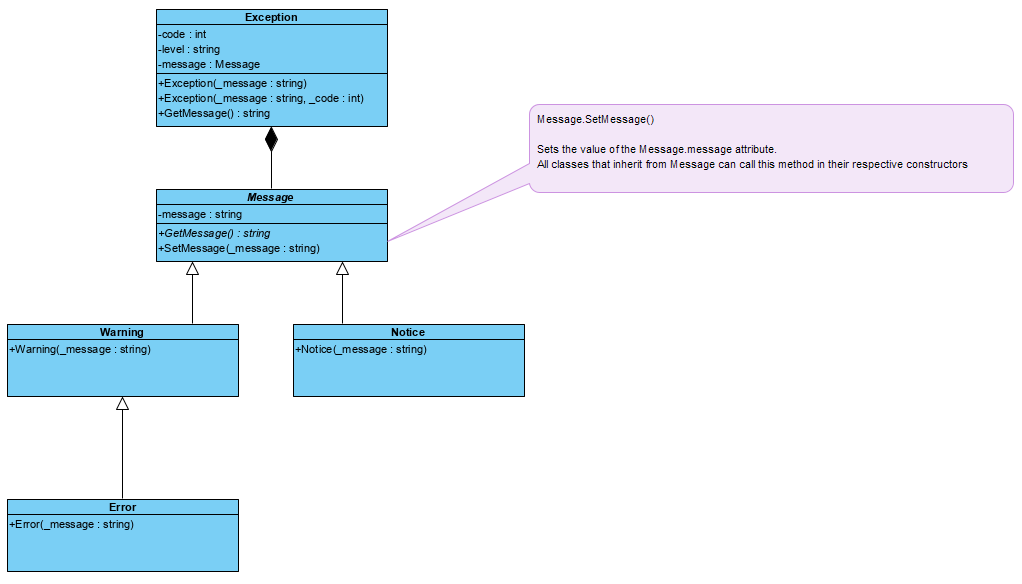 Exception
-code : int
-level : string
-message : Message
+Exception(_message : string)
+Exception(_message : string, _code : int)
+GetMessage() : string
Message.SetMessage()
Sets the value of the Message.message attribute.
All classes that inherit from Message can call this method in their respective constructors
Message
-message : string
+GetMessage() : string
+SetMessage(_message : string)
Warning
+Warning(_message : string)
Notice
+Notice(_message : string)
Error
+Error(_message : string)